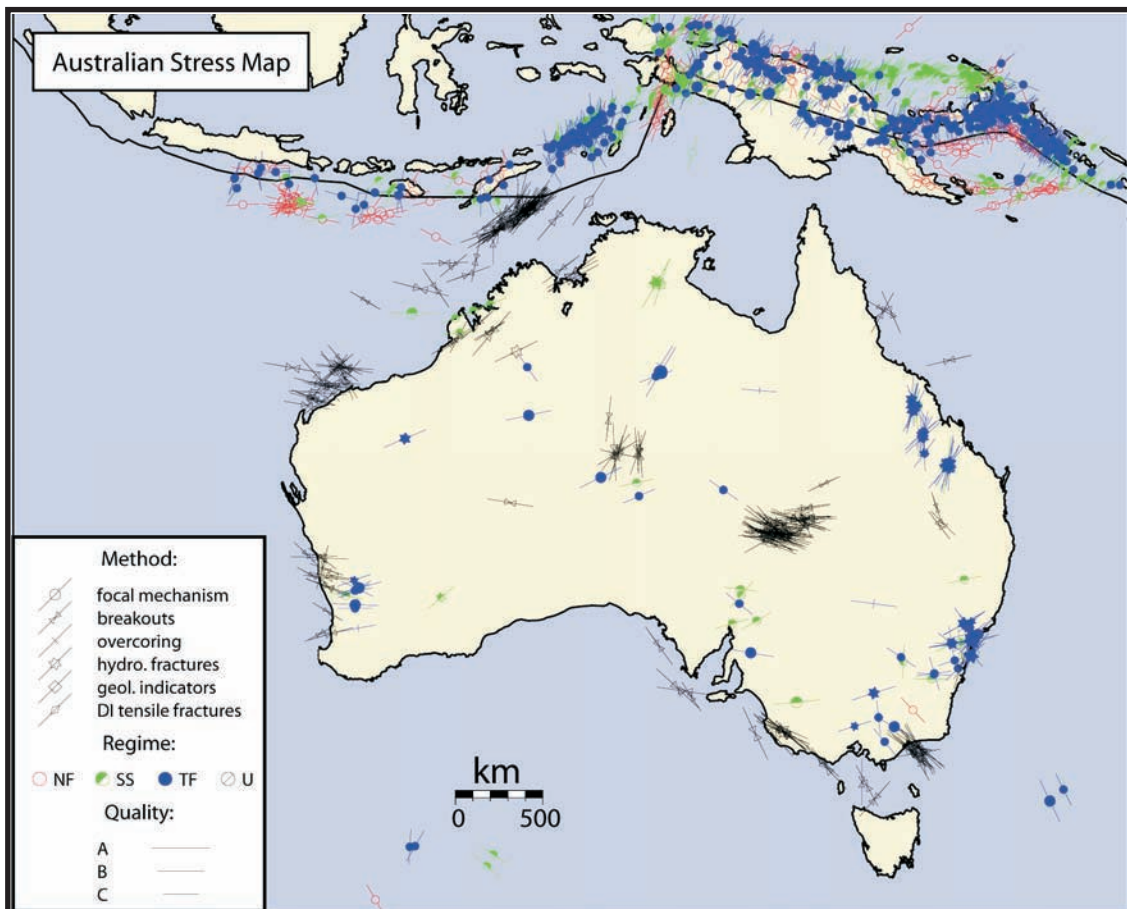 Australian Stress Map
Method:
focal mechanism
breakouts
overcoring
hydro. fractures
geol. indicators
DI tensile fractures
Regime:
NF SS TF U
Quality:
A
B
C
km
0 500